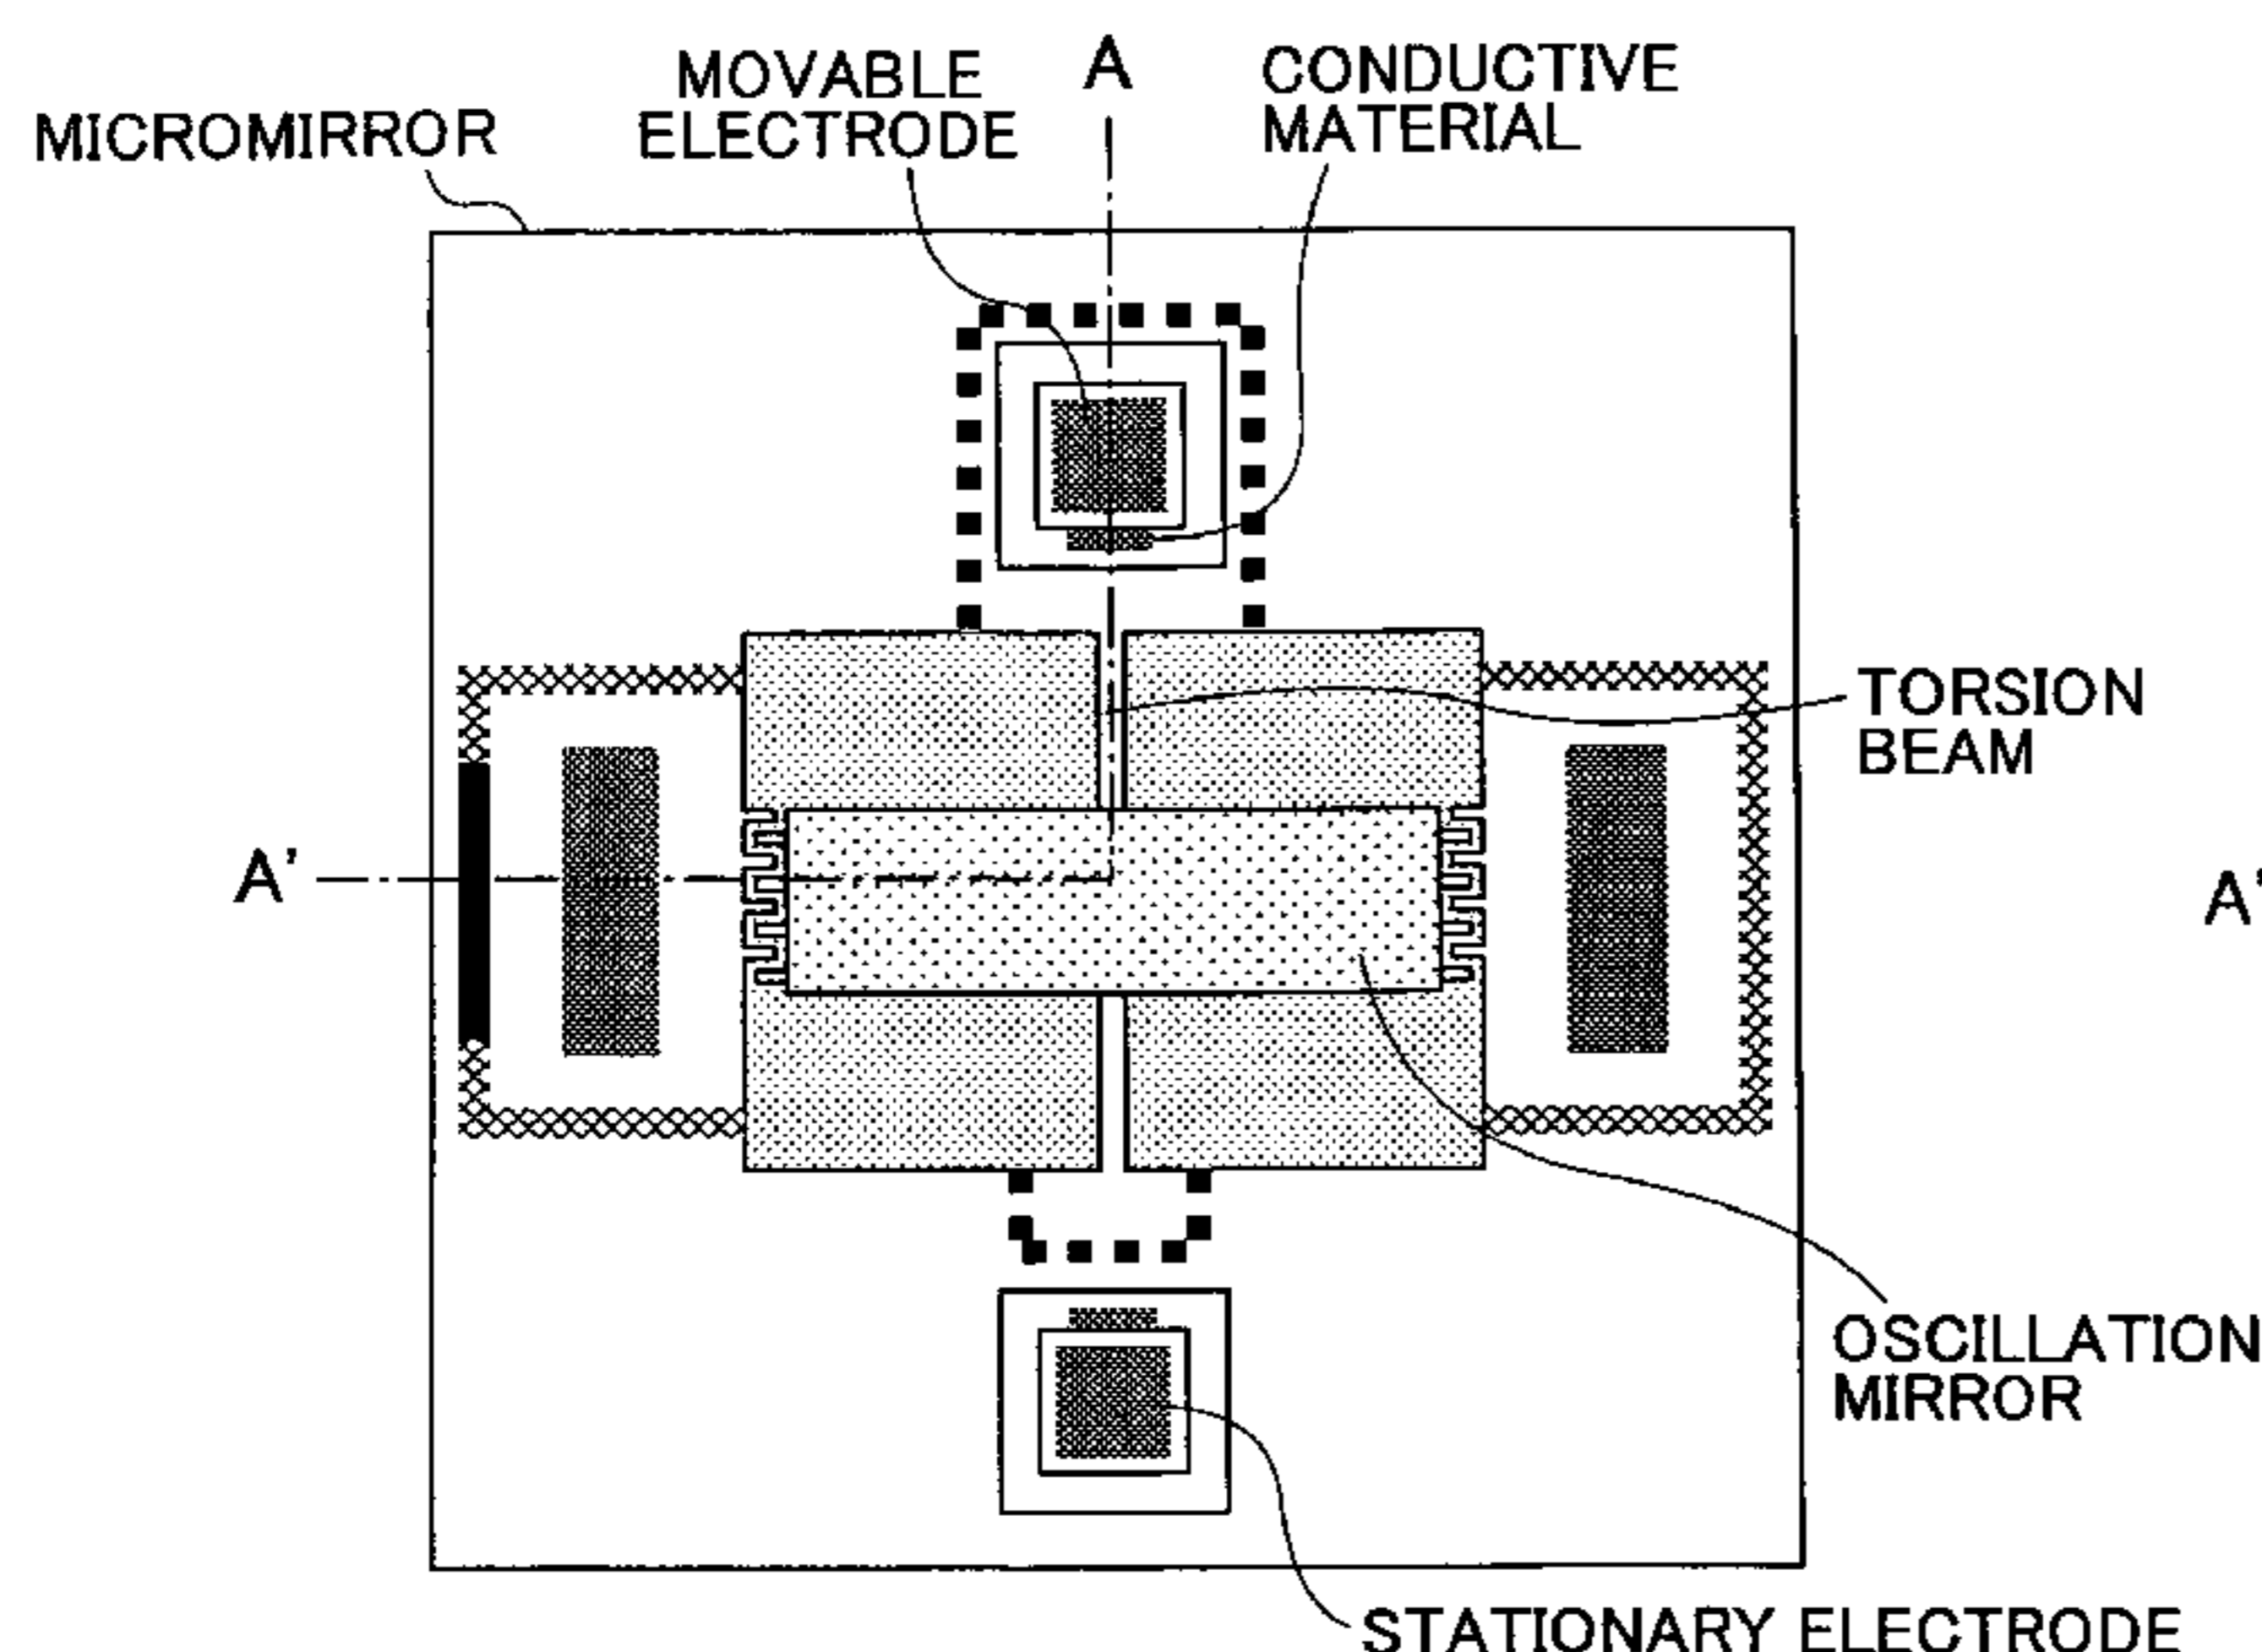 MICROMIRROR
MOVABLE
ELECTRODE
A
CONDUCTIVE
MATERIAL
TORSION
BEAM
A'
A'
OSCILLATION
MIRROR
STATIONARY ELECTRODE